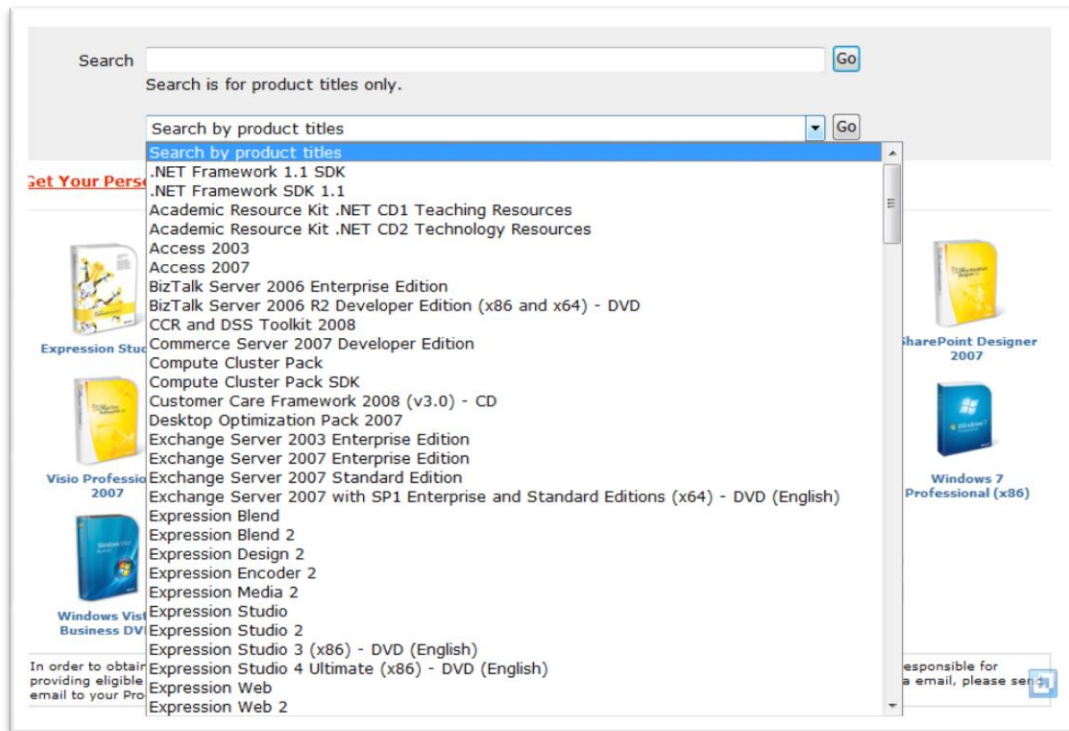 Search
Go
Search is for product titles only.
Search by product titles
Go
Search by product titles
.NET Framework 1.1 SDK
.NET Framework SDK 1.1
Get Your Pers
Academic Resource Kit .NET CD1 Teaching Resources
Academic Resource Kit .NET CD2 Technology Resources
Access 2003
Access 2007
BizTalk Server 2006 Enterprise Edition
BizTalk Server 2006 R2 Developer Edition (x86 and x64) - DVD
CCR and DSS Toolkit 2008
Commerce Server 2007 Developer Edition
Compute Cluster Pack
Compute Cluster Pack SDK
Customer Care Framework 2008 (v3.0) - CD
Desktop Optimization Pack 2007
Exchange Server 2003 Enterprise Edition
Exchange Server 2007 Enterprise Edition
Exchange Server 2007 Standard Edition
Exchange Server 2007 with SP1 Enterprise and Standard Editions (x64) - DVD (English)
Expression Blend
Expression Blend 2
Expression Design 2
Expression Encoder 2
Expression Media 2
Expression Studio
Expression Studio 2
Expression Studio 3 (x86) - DVD (English)
Expression Studio 4 Ultimate (x86) - DVD (English)
Expression Web
Expression Web 2
Expression Stu
SharePoint Designer
2007
Visio Professio
2007
Windows 7
Professional (x86)
Windows Vist
Business DV
In order to obtain
providing eligible
email to your Pro
esponsible for
a email, please send